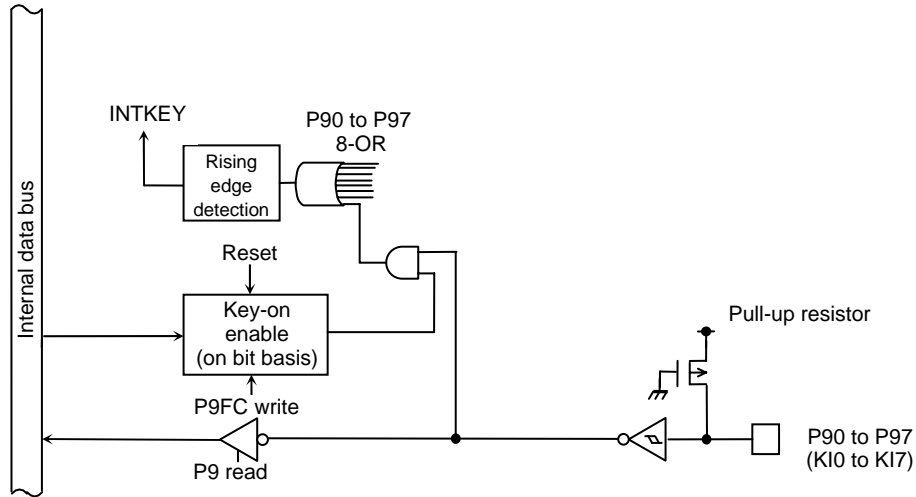 INTKEY
P90 to P97
8-OR
Rising
edge
detection
Internal data bus
Reset
Key-on
enable
(on bit basis)
Pull-up resistor
P9FC write
P9 read
P90 to P97
(KI0 to KI7)